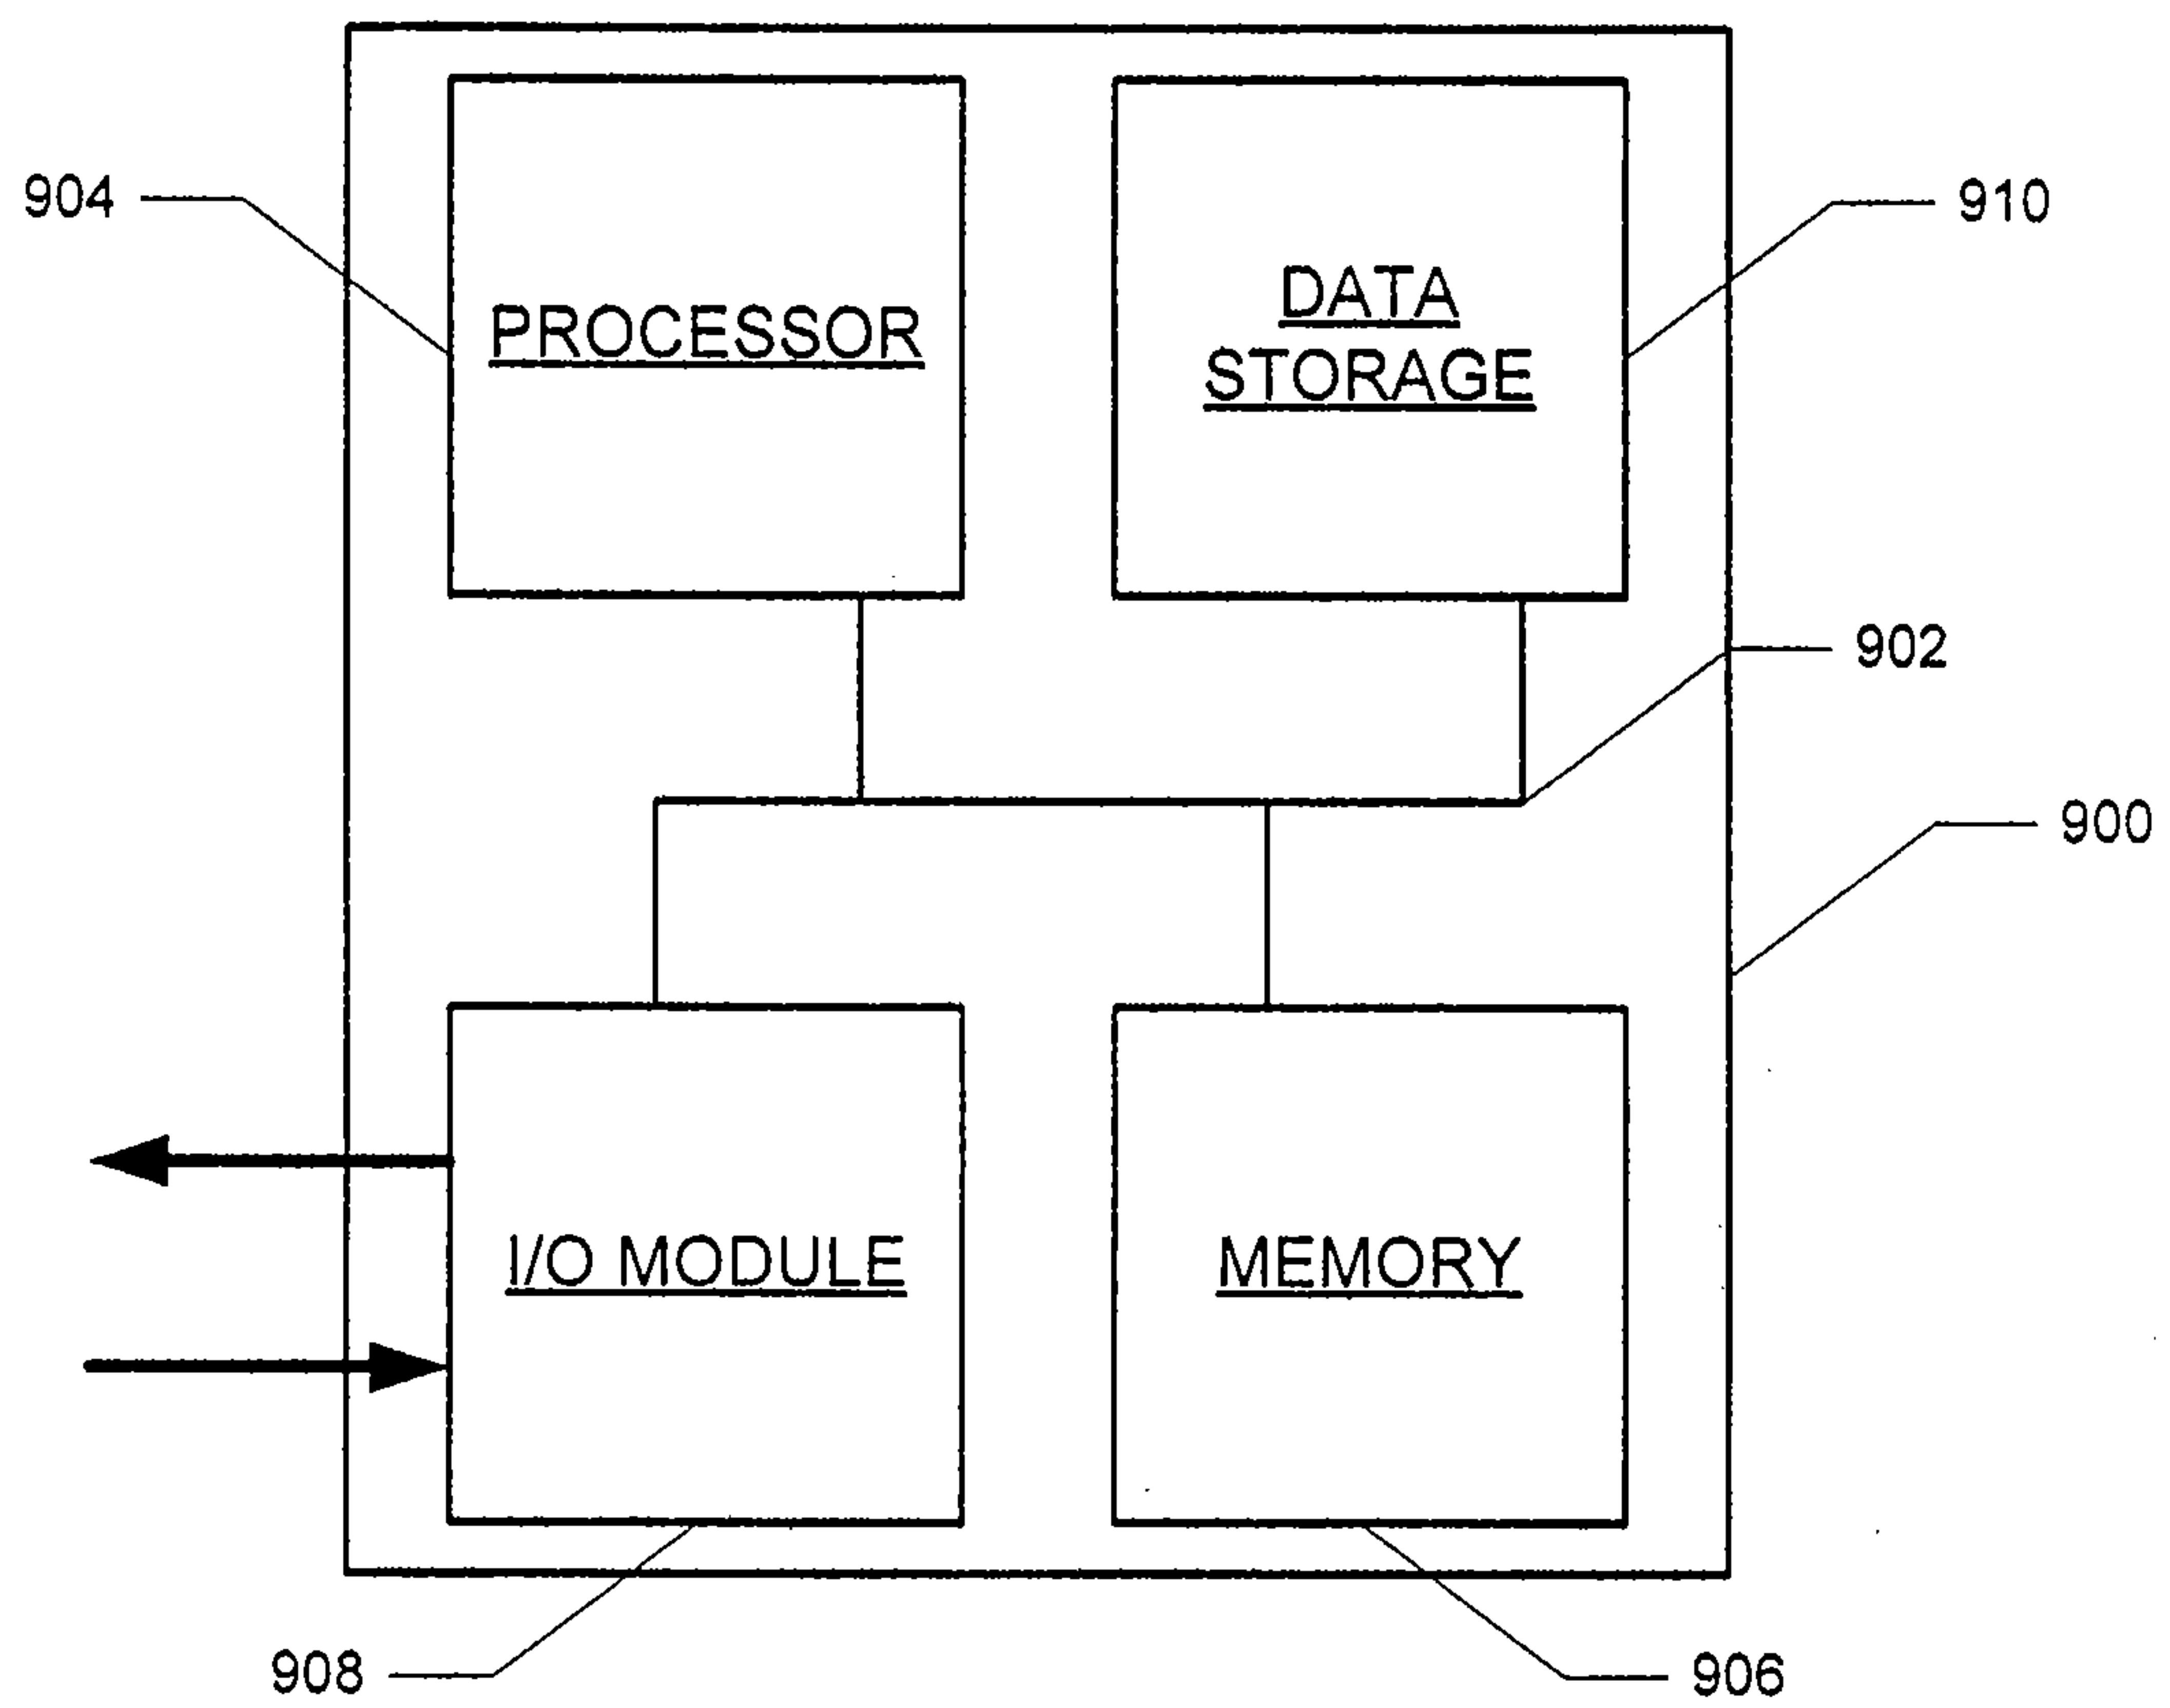 904
910
PROCESSOR
DATA
STORAGE
902
900
I/O MODULE
MEMORY
908
906